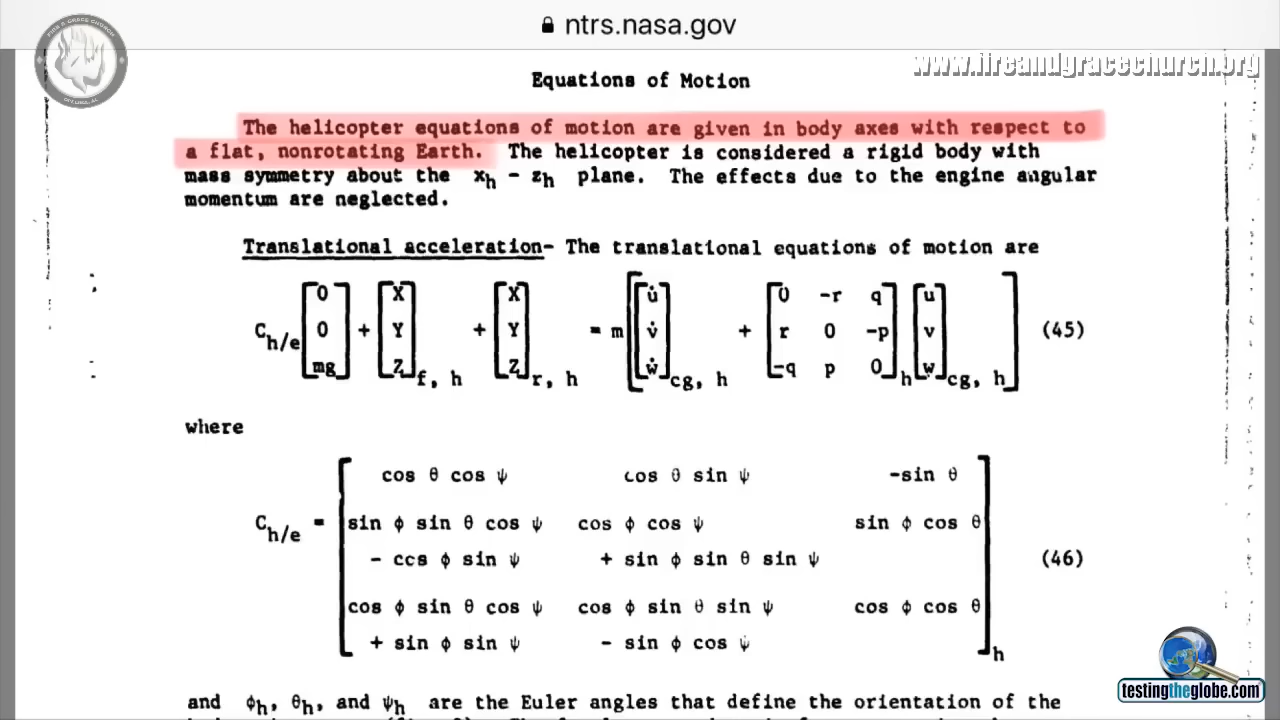 ntrs.nasa.gov
FIRE & GRACE CHURCH
www.fireandgracechurch.org
Equations of Motion
The helicopter equations of motion are given in body axes with respect to
a flat, nonrotating Earth. The helicopter is considered a rigid body with
mass symmetry about the x_h - z_h plane. The effects due to the engine angular
momentum are neglected.
Translational acceleration- The translational equations of motion are
C_h/e [0 0 mg] + [X Y Z]_f, h + [X Y Z]_r, h = m [ [u̇ v̇ ẇ]_cg, h + [0 -r q r 0 -p -q p 0]_h [u v w]_cg, h ] (45)
where
cos θ cos ψ cos θ sin ψ -sin θ
C_h/e = sin ϕ sin θ cos ψ cos ϕ cos ψ sin ϕ cos θ
- cos ϕ sin ψ + sin ϕ sin θ sin ψ (46)
cos ϕ sin θ cos ψ cos ϕ sin θ sin ψ cos ϕ cos θ
+ sin ϕ sin ψ - sin ϕ cos ψ h
and ϕ_h, θ_h, and ψ_h are the Euler angles that define the orientation of the
testingtheglobe.com